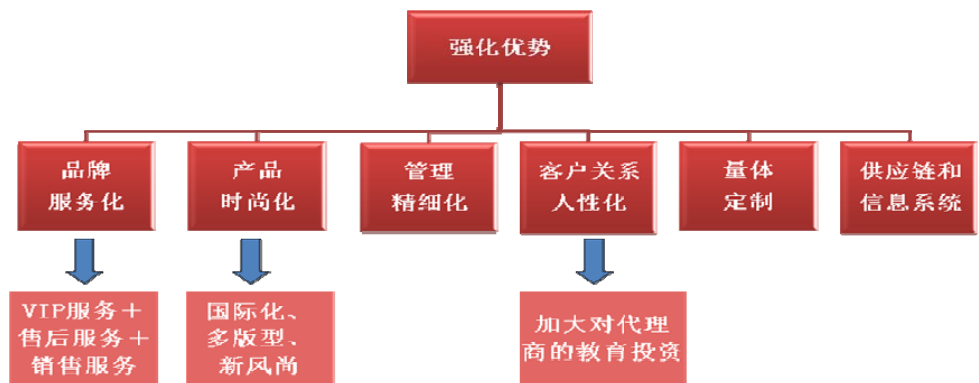 强化优势
品牌
服务化
产品
时尚化
管理
精细化
客户关系
人性化
量体
定制
供应链和
信息系统
VIP服务＋
售后服务＋
销售服务
国际化、
多版型、
新风尚
加大对代理
商的教育投资